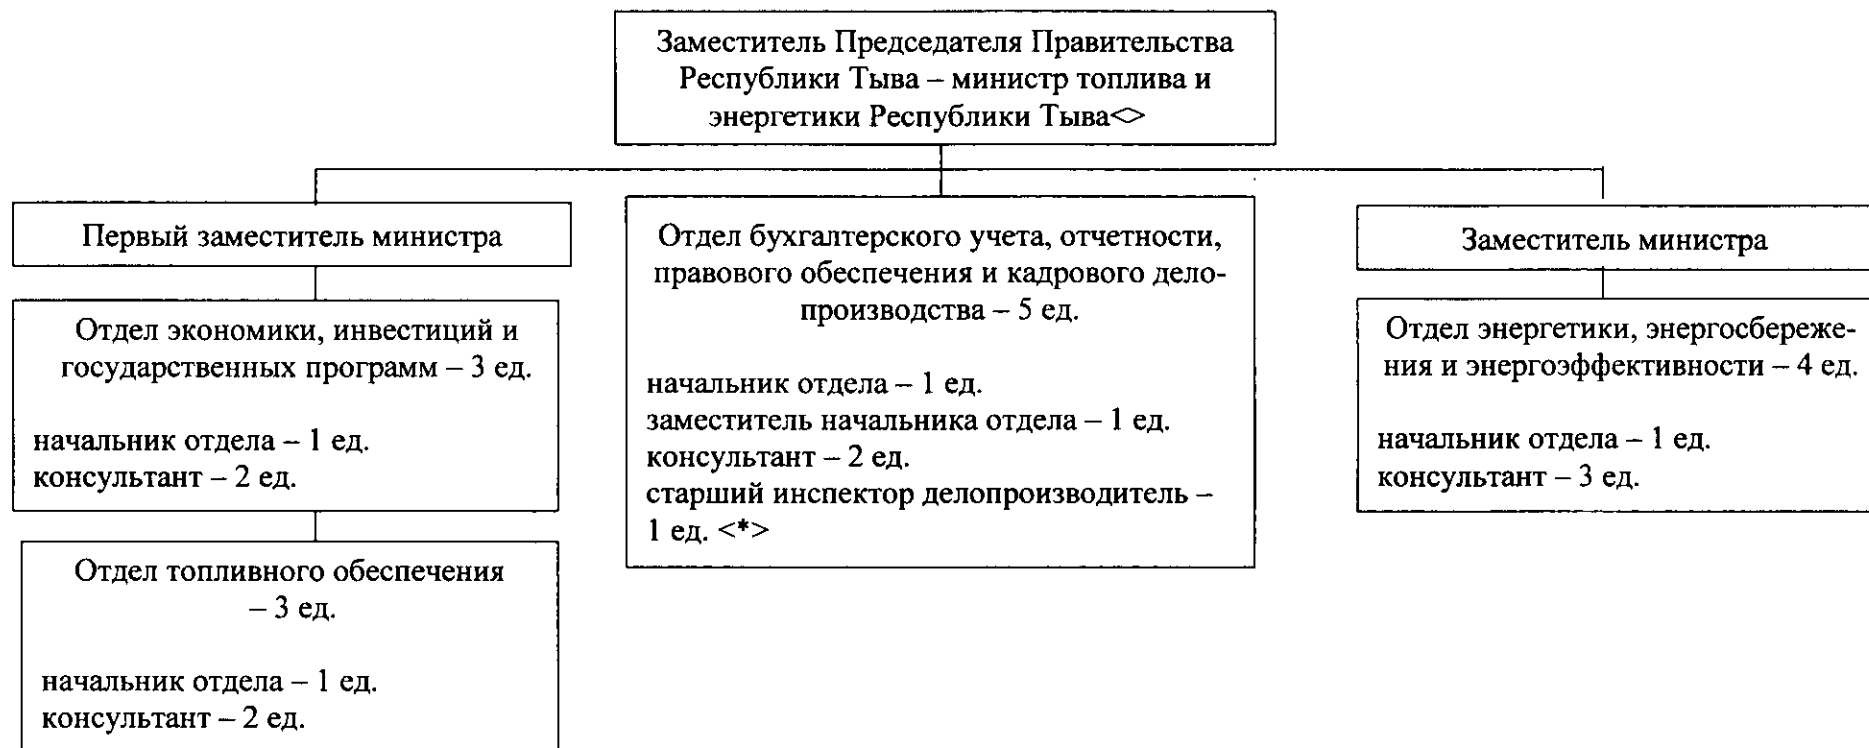 Заместитель Председателя Правительства
Республики Тыва – министр топлива и
энергетики Республики Тыва<>
Первый заместитель министра
Отдел экономики, инвестиций и
государственных программ – 3 ед.
начальник отдела – 1 ед.
консультант – 2 ед.
Отдел топливного обеспечения
– 3 ед.
начальник отдела – 1 ед.
консультант – 2 ед.
Отдел бухгалтерского учета, отчетности,
правового обеспечения и кадрового дело-
производства – 5 ед.
начальник отдела – 1 ед.
заместитель начальника отдела – 1 ед.
консультант – 2 ед.
старший инспектор делопроизводитель –
1 ед. <*>
Заместитель министра
Отдел энергетики, энергосбереже-
ния и энергоэффективности – 4 ед.
начальник отдела – 1 ед.
консультант – 3 ед.